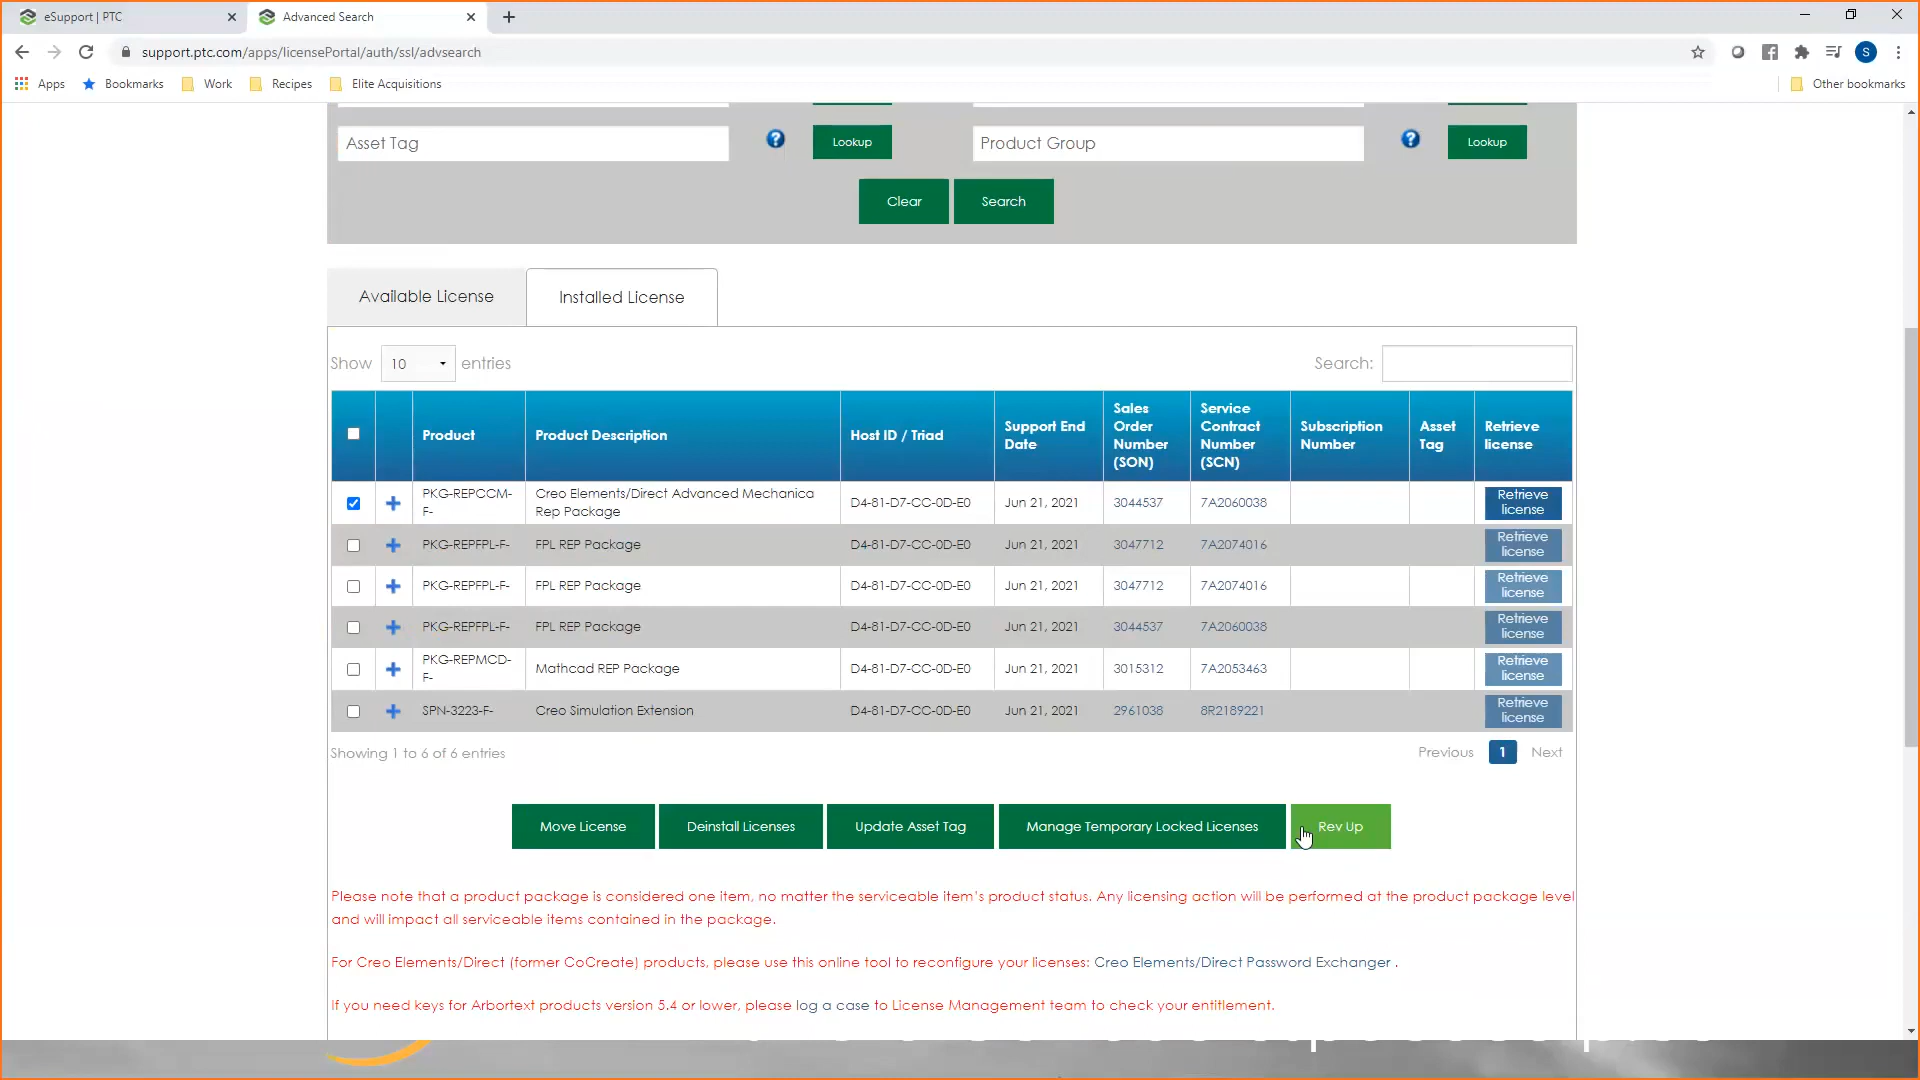 eSupport | PTC
Advanced Search
support.ptc.com/apps/licensePortal/auth/ssl/advsearch
S
Apps
Bookmarks
Work
Recipes
Elite Acquisitions
Other bookmarks
Asset Tag
?
Lookup
Product Group
?
Lookup
Clear
Search
Available License
Installed License
Show 10 entries
Search:
Product
Product Description
Host ID / Triad
Support End
Date
Sales
Order
Number
(SON)
Service
Contract
Number
(SCN)
Subscription
Number
Asset
Tag
Retrieve
license
PKG-REPCCM-
F-
Creo Elements/Direct Advanced Mechanica
Rep Package
D4-81-D7-CC-0D-E0
Jun 21, 2021
3044537
7A2060038
Retrieve
license
PKG-REPFPL-F-
FPL REP Package
D4-81-D7-CC-0D-E0
Jun 21, 2021
3047712
7A2074016
Retrieve
license
PKG-REPFPL-F-
FPL REP Package
D4-81-D7-CC-0D-E0
Jun 21, 2021
3047712
7A2074016
Retrieve
license
PKG-REPFPL-F-
FPL REP Package
D4-81-D7-CC-0D-E0
Jun 21, 2021
3044537
7A2060038
Retrieve
license
PKG-REPMCD-
F-
Mathcad REP Package
D4-81-D7-CC-0D-E0
Jun 21, 2021
3015312
7A2053463
Retrieve
license
SPN-3223-F-
Creo Simulation Extension
D4-81-D7-CC-0D-E0
Jun 21, 2021
2961038
8R2189221
Retrieve
license
Showing 1 to 6 of 6 entries
Previous 1 Next
Move License
Deinstall Licenses
Update Asset Tag
Manage Temporary Locked Licenses
Rev Up
Please note that a product package is considered one item, no matter the serviceable item's product status. Any licensing action will be performed at the product package level
and will impact all serviceable items contained in the package.
For Creo Elements/Direct (former CoCreate) products, please use this online tool to reconfigure your licenses: Creo Elements/Direct Password Exchanger .
If you need keys for Arbortext products version 5.4 or lower, please log a case to License Management team to check your entitlement.